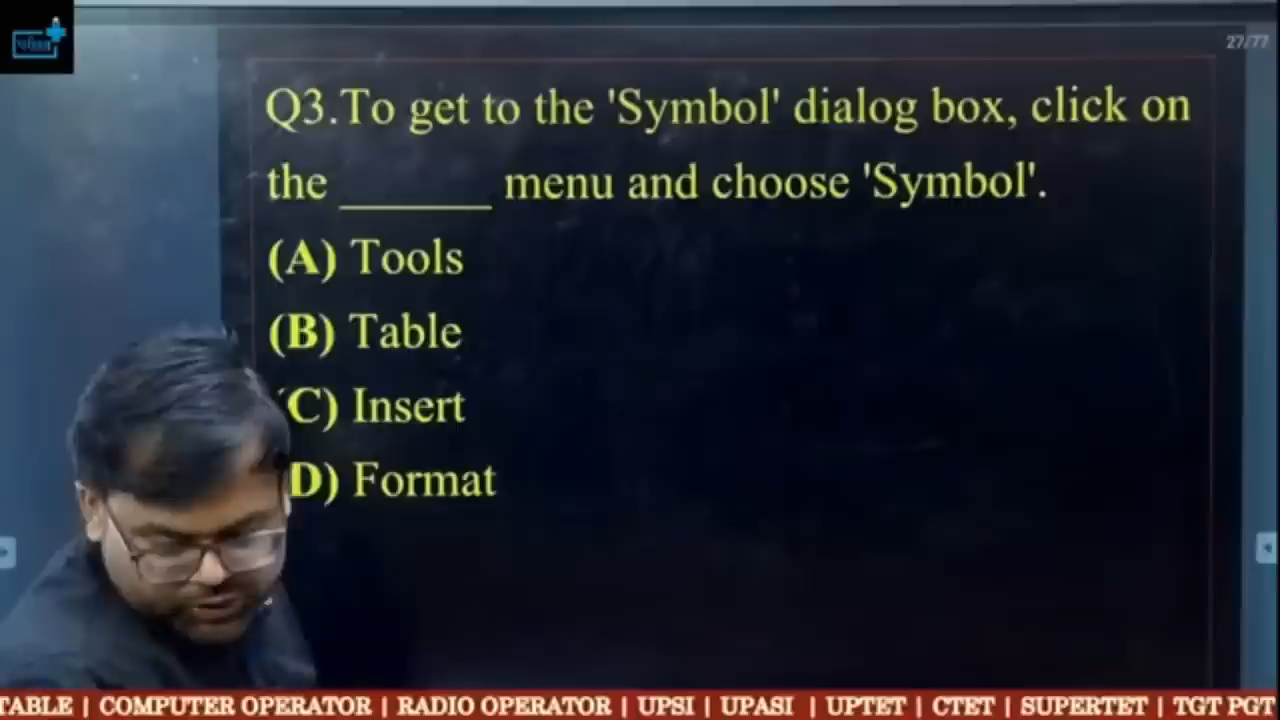 27/77
Q3.To get to the 'Symbol' dialog box, click on
the ______ menu and choose 'Symbol'.
(A) Tools
(B) Table
C) Insert
D) Format
TABLE | COMPUTER OPERATOR | RADIO OPERATOR | UPSI | UPASI | UPTET | CTET | SUPERTET | TGT PGT